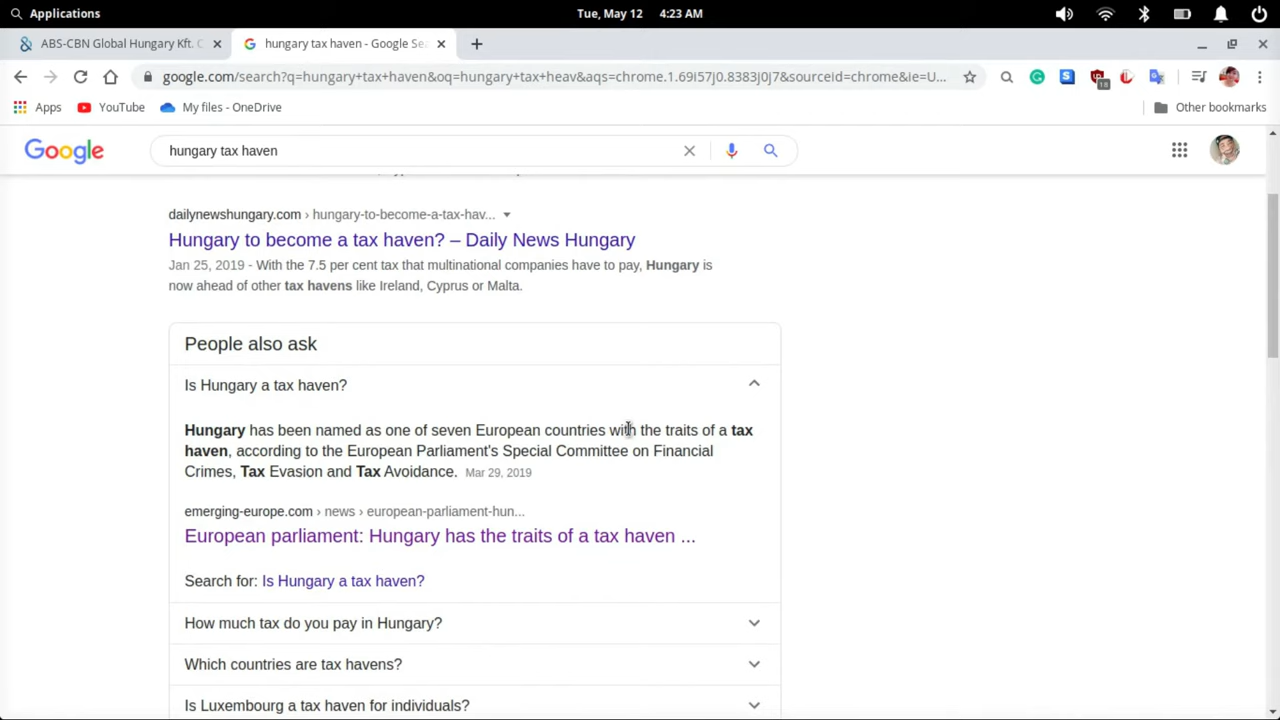 Applications
Tue, May 12 4:23 AM
ABS-CBN Global Hungary Kft. C
hungary tax haven - Google Sea
google.com/search?q=hungary+tax+haven&oq=hungary+tax+heav&aqs=chrome.1.69i57j0.8383j0j7&sourceid=chrome&ie=U...
Apps YouTube My files - OneDrive Other bookmarks
Google hungary tax haven
dailynewshungary.com › hungary-to-become-a-tax-hav...
Hungary to become a tax haven? – Daily News Hungary
Jan 25, 2019 - With the 7.5 per cent tax that multinational companies have to pay, Hungary is
now ahead of other tax havens like Ireland, Cyprus or Malta.
People also ask
Is Hungary a tax haven?
Hungary has been named as one of seven European countries with the traits of a tax
haven, according to the European Parliament's Special Committee on Financial
Crimes, Tax Evasion and Tax Avoidance. Mar 29, 2019
emerging-europe.com › news › european-parliament-hun...
European parliament: Hungary has the traits of a tax haven ...
Search for: Is Hungary a tax haven?
How much tax do you pay in Hungary?
Which countries are tax havens?
Is Luxembourg a tax haven for individuals?